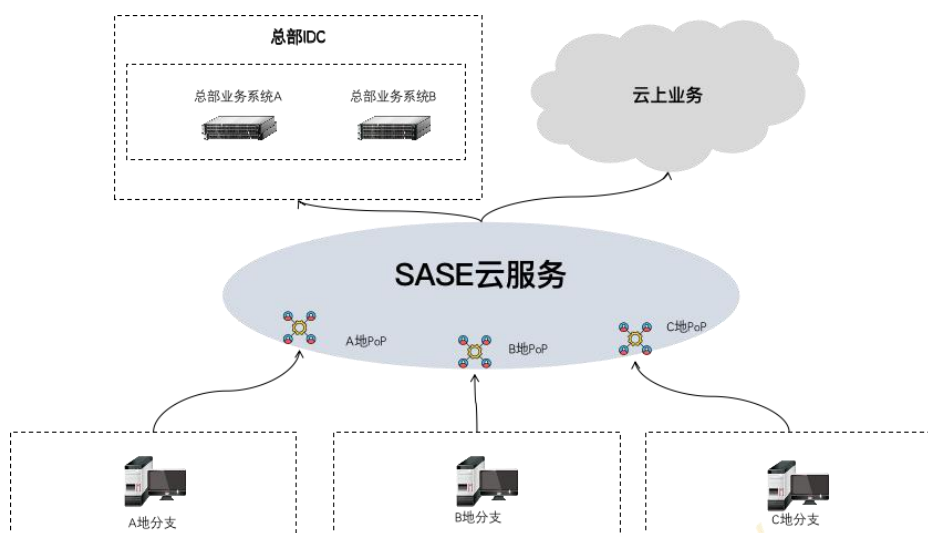 总部IDC
总部业务系统A
总部业务系统B
云上业务
SASE云服务
A地PoP
B地PoP
C地PoP
A地分支
B地分支
C地分支